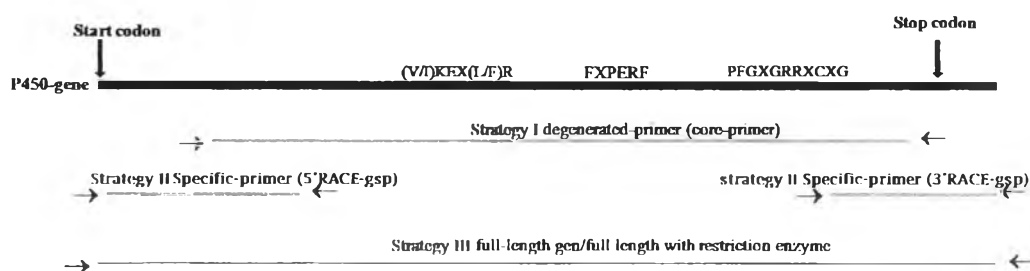 Start codon
Stop codon
(V/I)KEX(L/F)R
FXPERF
PFGXGRRXCXG
P450-gene
Strategy I degenerated-primer (core-primer)
Strategy II Specific-primer (5'RACE-gsp)
strategy II Specific-primer (3'RACE-gsp)
Strategy III full-length gen/full length with restriction enzyme